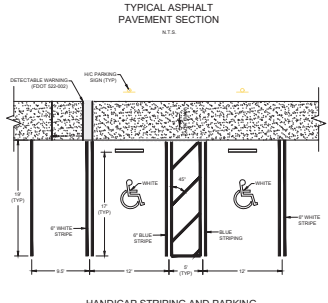 TYPICAL ASPHALT
PAVEMENT SECTION
N.T.S.
DETECTABLE WARNING
(FDOT 522-002)
H/C PARKING
SIGN (TYP)
WHITE
WHITE
45°
19'
(TYP)
17'
(TYP)
6" WHITE
STRIPE
6" BLUE
STRIPE
BLUE
STRIPING
6" WHITE
STRIPE
9.5'
12'
5'
(TYP)
12'
HANDICAP STRIPING AND PARKING